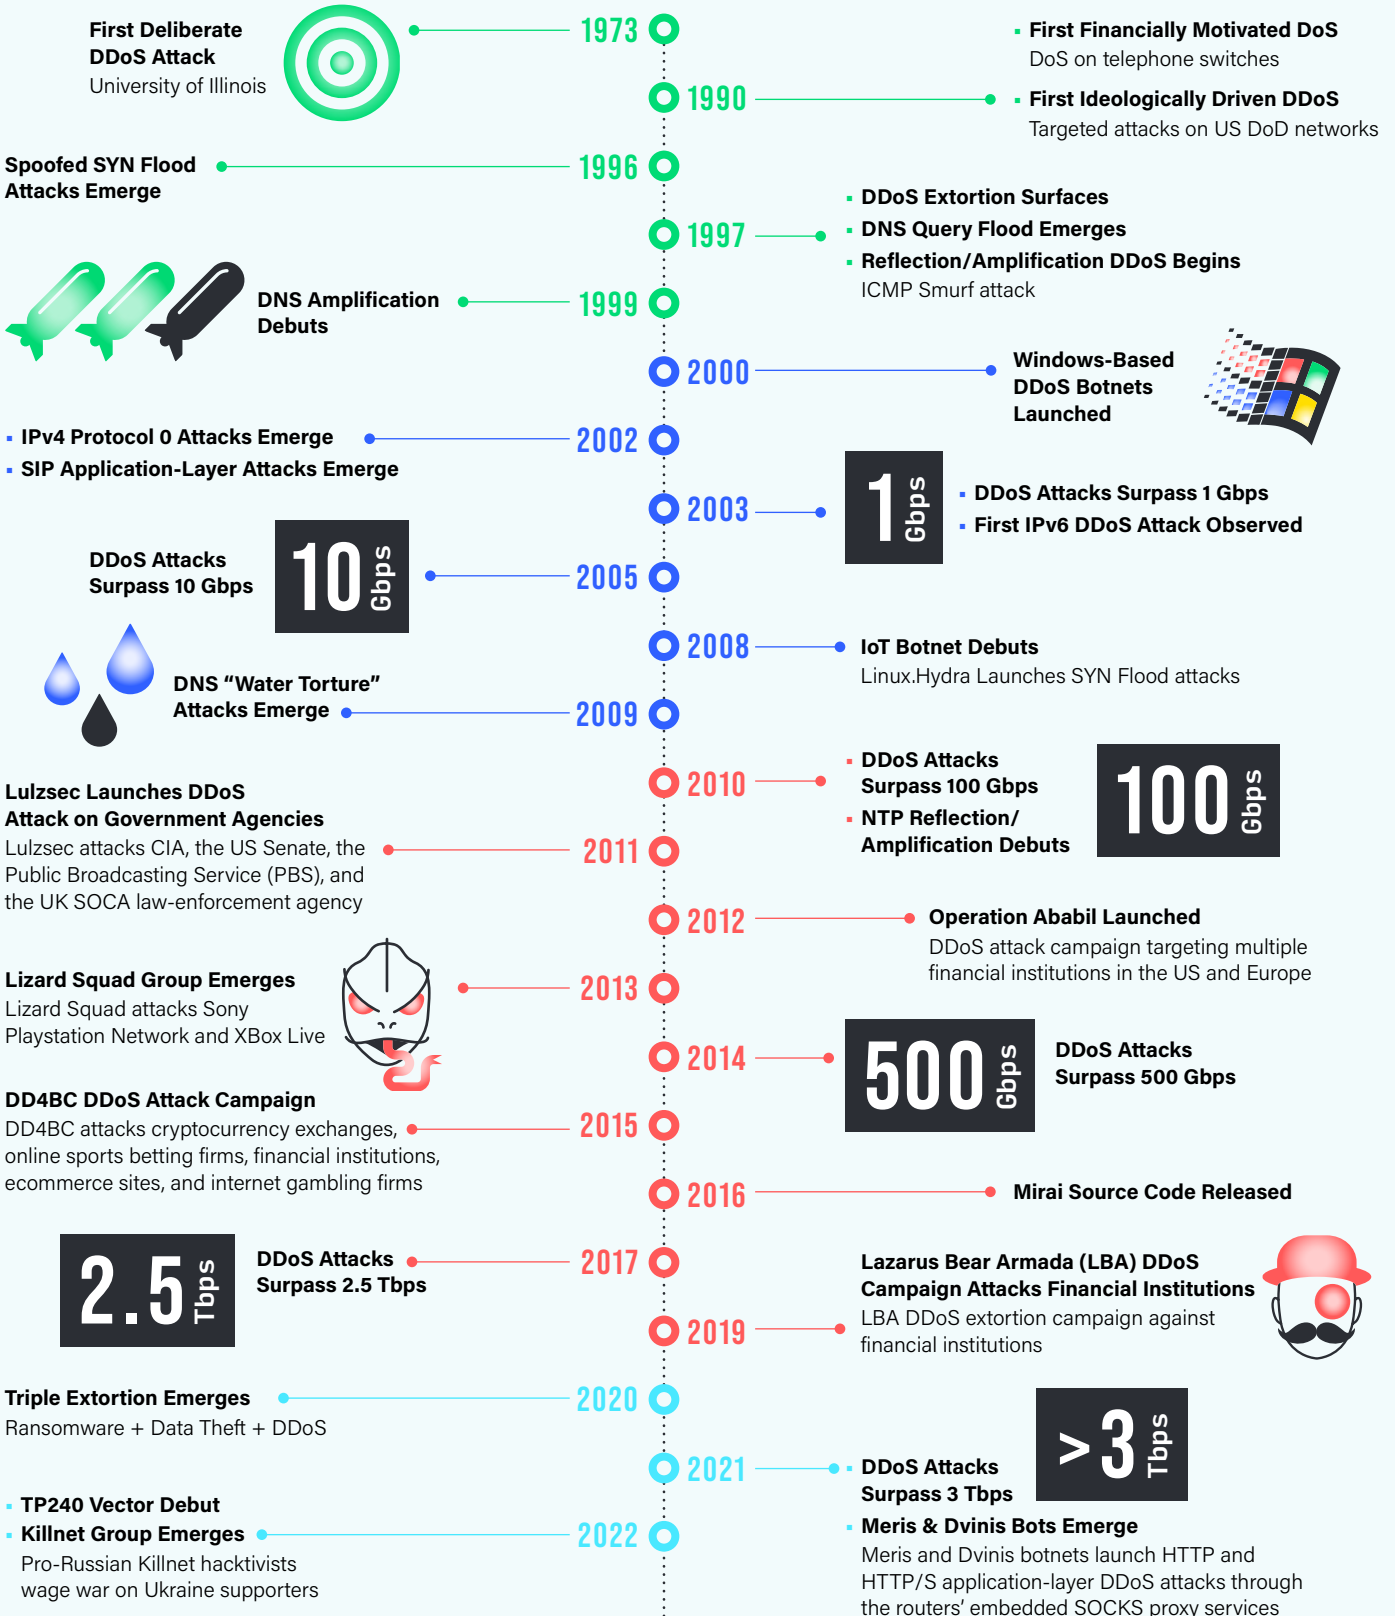 First Deliberate
DDoS Attack
University of Illinois
1973
1990
▪ First Financially Motivated DoS
DoS on telephone switches
▪ First Ideologically Driven DDoS
Targeted attacks on US DoD networks
Spoofed SYN Flood
Attacks Emerge
1996
1997
▪ DDoS Extortion Surfaces
▪ DNS Query Flood Emerges
▪ Reflection/Amplification DDoS Begins
ICMP Smurf attack
DNS Amplification
Debuts
1999
2000
Windows-Based
DDoS Botnets
Launched
▪ IPv4 Protocol 0 Attacks Emerge
▪ SIP Application-Layer Attacks Emerge
2002
2003
1 Gbps
▪ DDoS Attacks Surpass 1 Gbps
▪ First IPv6 DDoS Attack Observed
DDoS Attacks
Surpass 10 Gbps
10 Gbps
2005
2008
IoT Botnet Debuts
Linux.Hydra Launches SYN Flood attacks
DNS “Water Torture”
Attacks Emerge
2009
2010
▪ DDoS Attacks
Surpass 100 Gbps
▪ NTP Reflection/
Amplification Debuts
100 Gbps
Lulzsec Launches DDoS
Attack on Government Agencies
Lulzsec attacks CIA, the US Senate, the
Public Broadcasting Service (PBS), and
the UK SOCA law-enforcement agency
2011
2012
Operation Ababil Launched
DDoS attack campaign targeting multiple
financial institutions in the US and Europe
Lizard Squad Group Emerges
Lizard Squad attacks Sony
Playstation Network and XBox Live
2013
2014
500 Gbps
DDoS Attacks
Surpass 500 Gbps
DD4BC DDoS Attack Campaign
DD4BC attacks cryptocurrency exchanges,
online sports betting firms, financial institutions,
ecommerce sites, and internet gambling firms
2015
2016
Mirai Source Code Released
2.5 Tbps
DDoS Attacks
Surpass 2.5 Tbps
2017
2019
Lazarus Bear Armada (LBA) DDoS
Campaign Attacks Financial Institutions
LBA DDoS extortion campaign against
financial institutions
Triple Extortion Emerges
Ransomware + Data Theft + DDoS
2020
2021
>3 Tbps
▪ DDoS Attacks
Surpass 3 Tbps
▪ Meris & Dvinis Bots Emerge
Meris and Dvinis botnets launch HTTP and
HTTP/S application-layer DDoS attacks through
the routers’ embedded SOCKS proxy services
▪ TP240 Vector Debut
▪ Killnet Group Emerges
Pro-Russian Killnet hacktivists
wage war on Ukraine supporters
2022